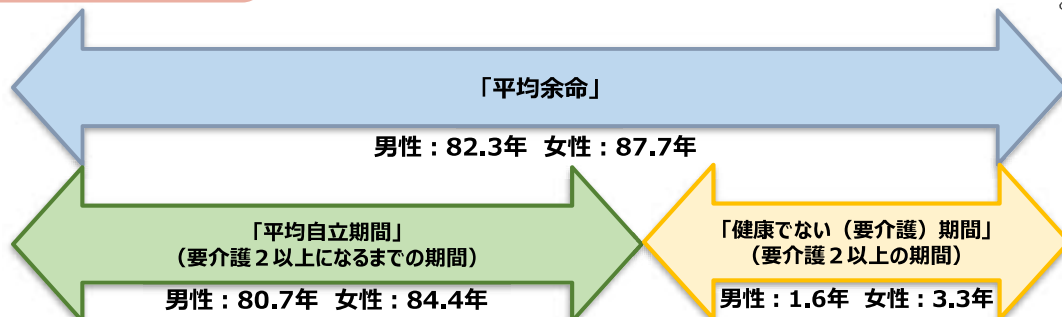 「平均余命」
男性：82.3年 女性：87.7年
「平均自立期間」
（要介護２以上になるまでの期間）
男性：80.7年 女性：84.4年
「健康でない（要介護）期間」
（要介護２以上の期間）
男性：1.6年 女性：3.3年